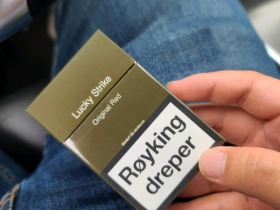 Lucky Strike
Original Red
Røyking
dreper